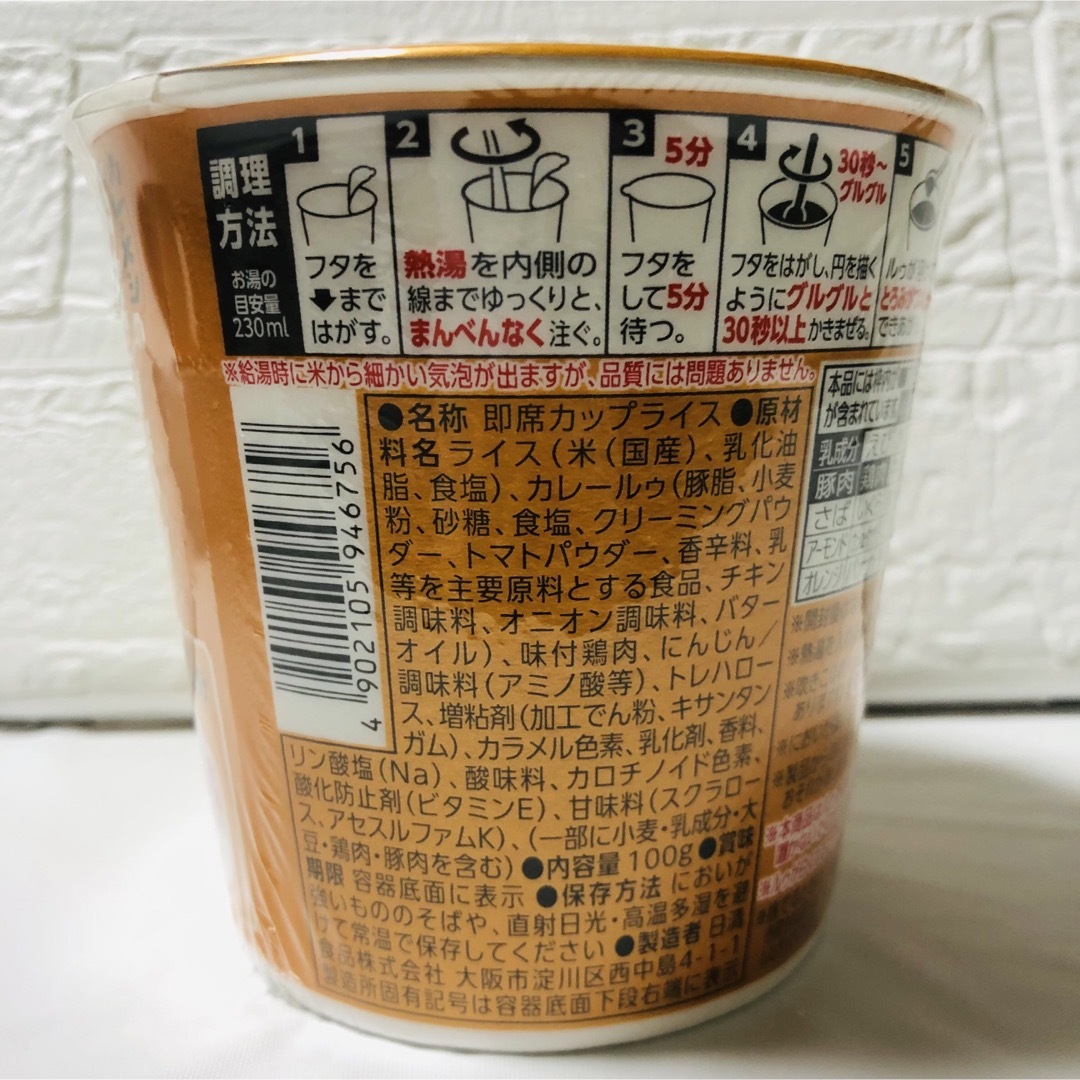 調理
方法
お湯の
目安量
230ml
1
フタを
⬇まで
はがす。
2
熱湯を内側の
線までゆっくりと、
まんべんなく注ぐ。
3
5分
フタを
して5分
待つ。
4
30秒~
グルグル
フタをはがし、円を描く
ようにグルグルと
30秒以上かきまぜる。
5
※給湯時に米から細かい気泡が出ますが、品質には問題ありません。
4902105946756
●名称 即席カップライス●原材
料名ライス(米(国産)、乳化油
脂、食塩)、カレールゥ(豚脂、小麦
粉、砂糖、食塩、クリーミングパウ
ダー、トマトパウダー、香辛料、乳
等を主要原料とする食品、チキン
調味料、オニオン調味料、バター
オイル)、味付鶏肉、にんじん/
調味料(アミノ酸等)、トレハロー
ス、増粘剤(加工でん粉、キサンタン
ガム)、カラメル色素、乳化剤、香料、
リン酸塩(Na)、酸味料、カロチノイド色素、
酸化防止剤(ビタミンE)、甘味料(スクラロー
ス、アセスルファムK)、(一部に小麦・乳成分・大
豆・鶏肉・豚肉を含む)●内容量100g●賞味
期限 容器底面に表示 ●保存方法 においが
強いもののそばや、直射日光・高温多湿を避
けて常温で保存してください ●製造者 日清
食品株式会社 大阪市淀川区西中島4-1-1
製造所固有記号は容器底面下段右端に表示
本品には枠内の
が含まれています
乳成分
豚肉
さば
アーモンド
オレンジ